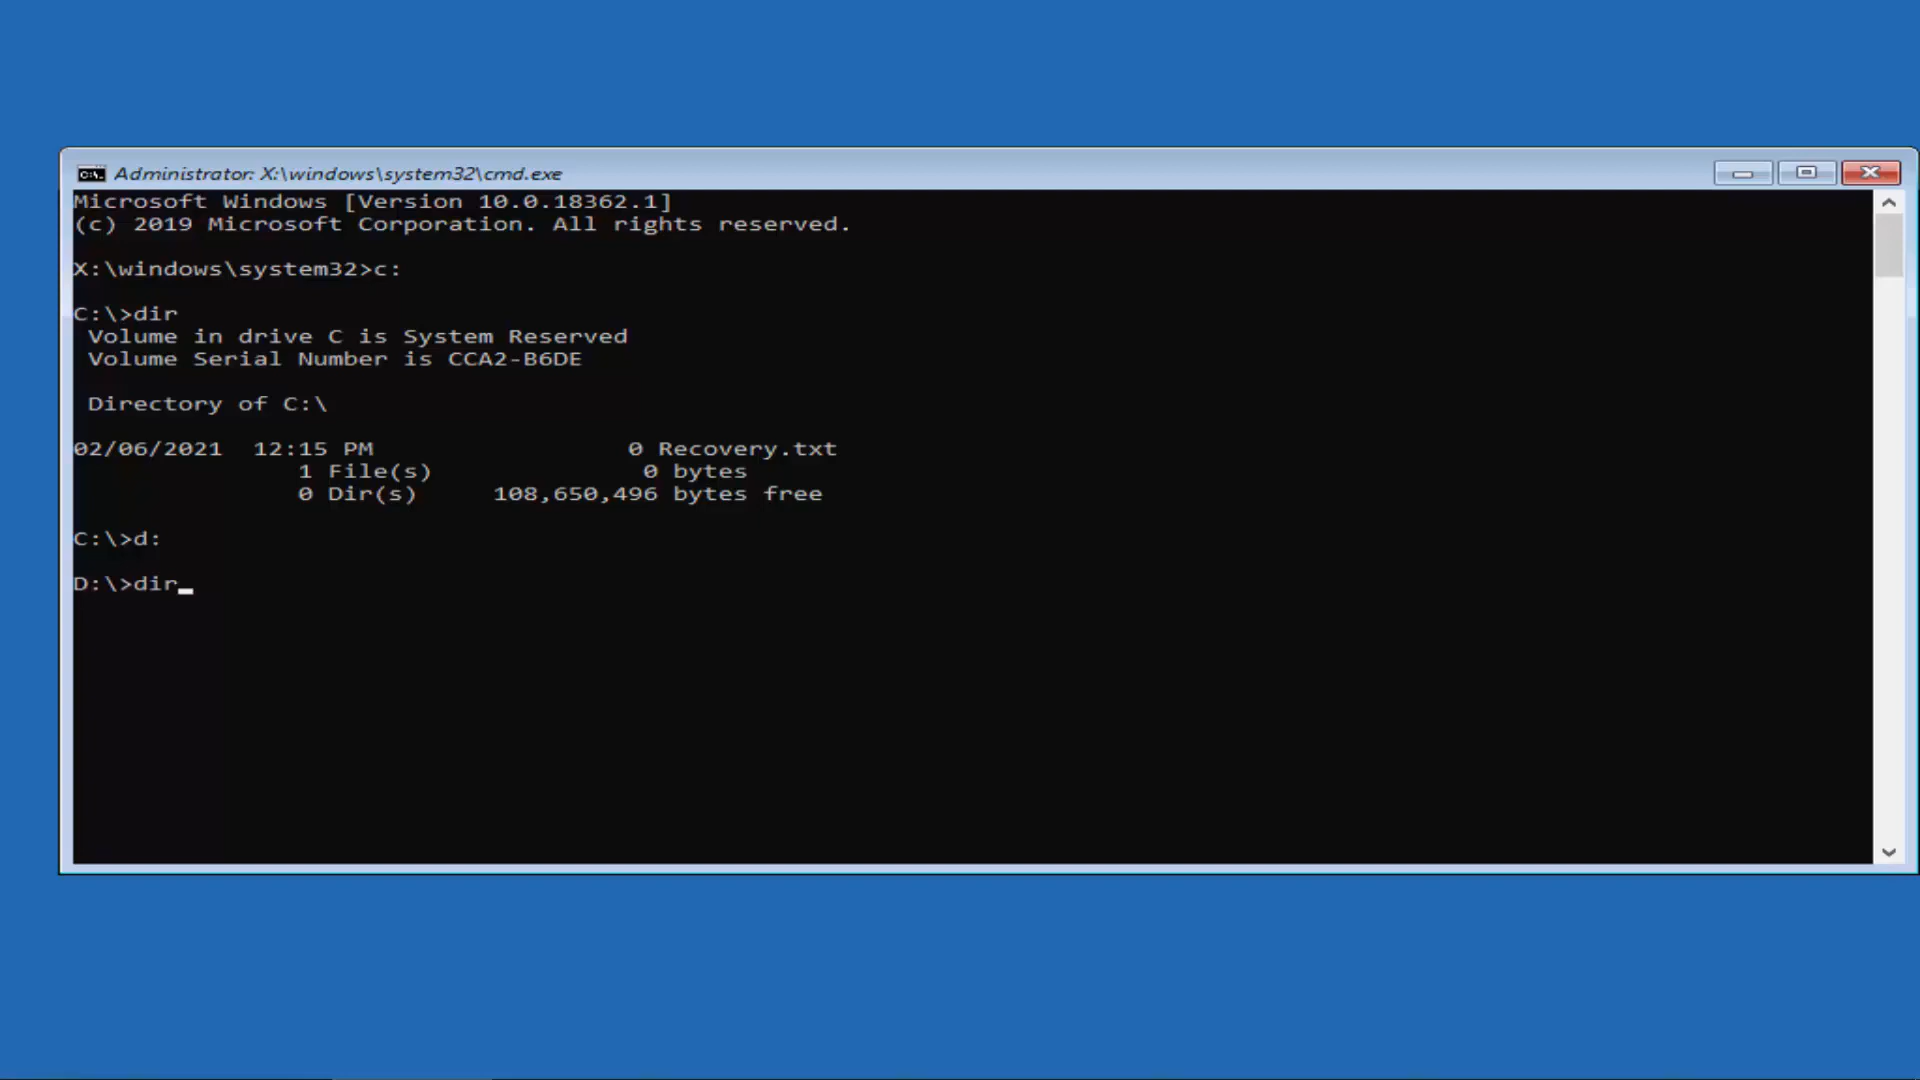 Administrator: X:\windows\system32\cmd.exe
Microsoft Windows [Version 10.0.18362.1]
(c) 2019 Microsoft Corporation. All rights reserved.
X:\windows\system32>c:
C:\>dir
Volume in drive C is System Reserved
Volume Serial Number is CCA2-B6DE
Directory of C:\
02/06/2021  12:15 PM                 0 Recovery.txt
1 File(s)              0 bytes
0 Dir(s)     108,650,496 bytes free
C:\>d:
D:\>dir